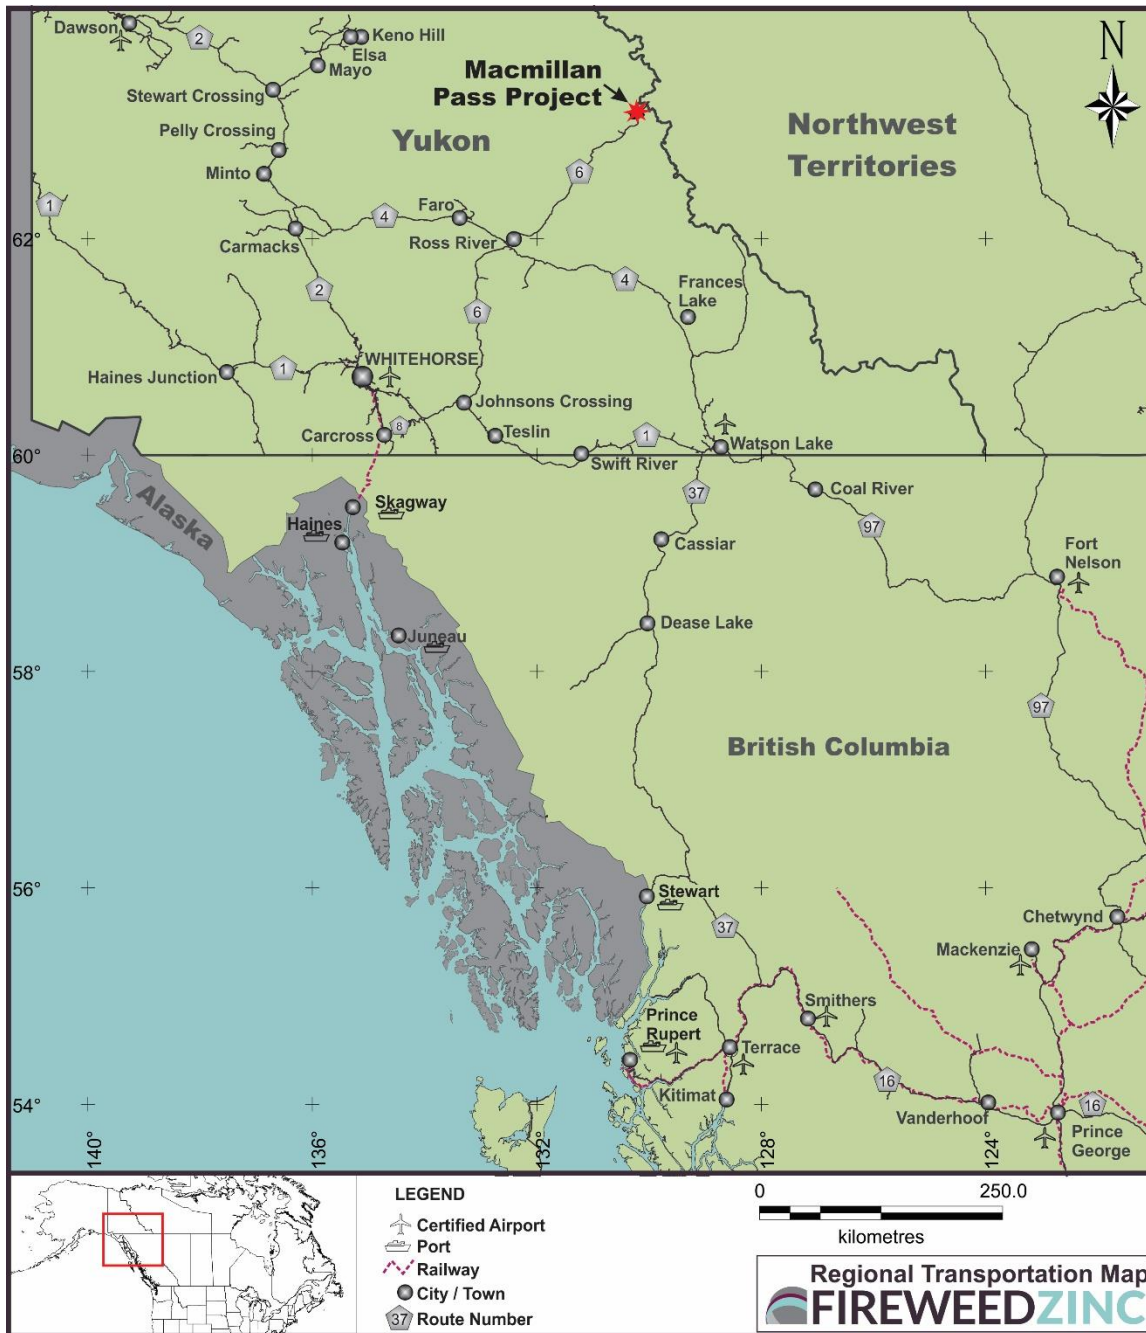 Dawson
2
Keno Hill
Elsa
Mayo
Stewart Crossing
Macmillan
Pass Project
N
Pelly Crossing
Yukon
Northwest
Territories
Minto
6
1
Faro
4
62°
Carmacks
Ross River
2
6
4
Frances
Lake
WHITEHORSE
Haines Junction
1
Johnsons Crossing
Carcross
8
Teslin
1
Watson Lake
60°
Swift River
Alaska
Skagway
37
Coal River
Haines
97
Cassiar
Fort
Nelson
Juneau
Dease Lake
58°
97
British Columbia
56°
Stewart
37
Chetwynd
Mackenzie
Smithers
Prince
Rupert
Terrace
Kitimat
16
54°
Vanderhoof
16
Prince
George
140°
136°
132°
128°
124°
LEGEND
Certified Airport
Port
Railway
City / Town
37 Route Number
0 250.0
kilometres
Regional Transportation Map
FIREWEEDZINC